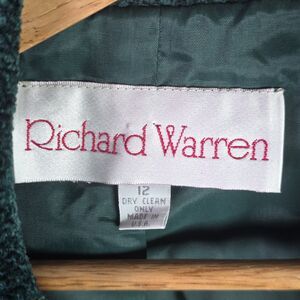 Richard Warren
12
DRY CLEAN
ONLY
MADE IN
U.S.A.